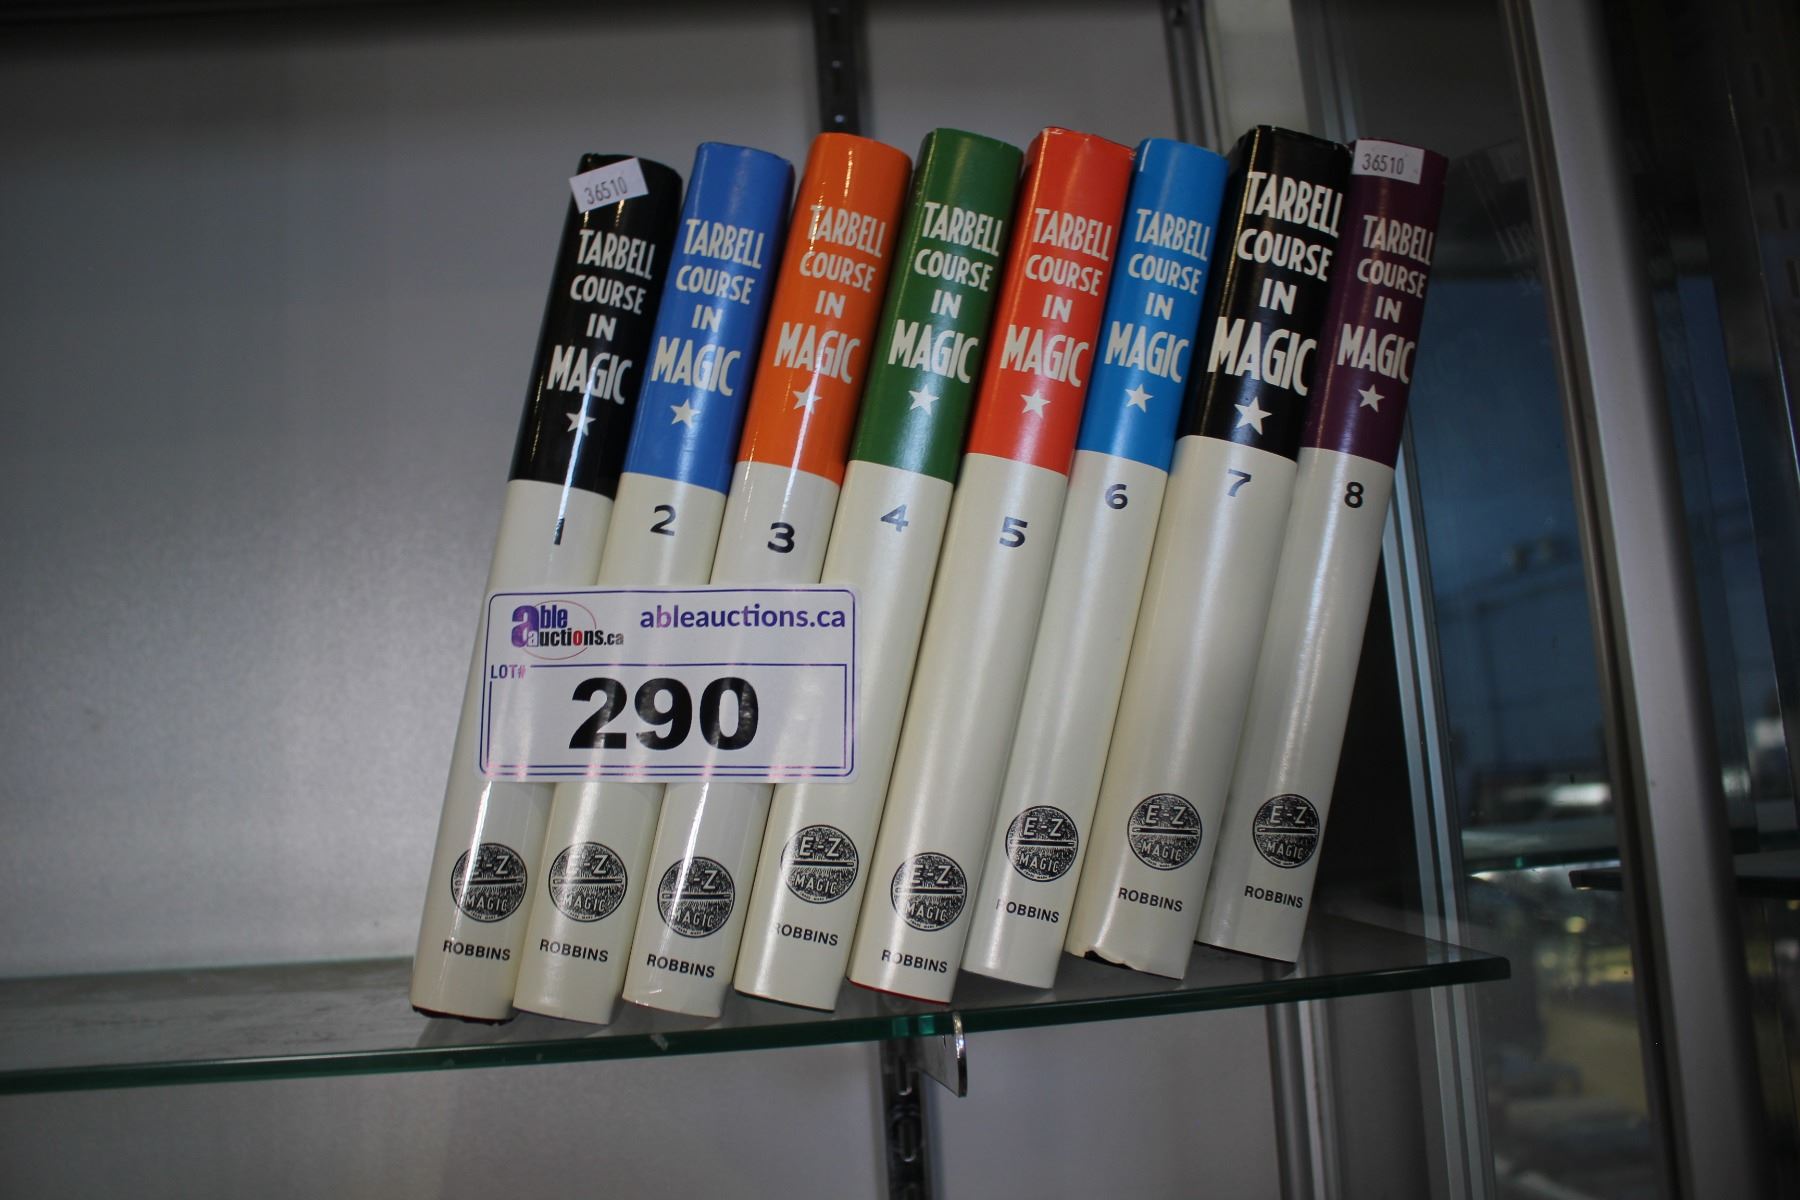 36510
TARBELL
COURSE
IN
MAGIC
1
E-Z
MAGIC
ROBBINS
TARBELL
COURSE
IN
MAGIC
2
E-Z
MAGIC
ROBBINS
TARBELL
COURSE
IN
MAGIC
3
E-Z
MAGIC
ROBBINS
TARBELL
COURSE
IN
MAGIC
4
E-Z
MAGIC
ROBBINS
TARBELL
COURSE
IN
MAGIC
5
E-Z
MAGIC
ROBBINS
TARBELL
COURSE
IN
MAGIC
6
E-Z
MAGIC
ROBBINS
TARBELL
COURSE
IN
MAGIC
7
E-Z
MAGIC
ROBBINS
36510
TARBELL
COURSE
IN
MAGIC
8
E-Z
MAGIC
ROBBINS
able auctions.ca
ableauctions.ca
LOT#
290